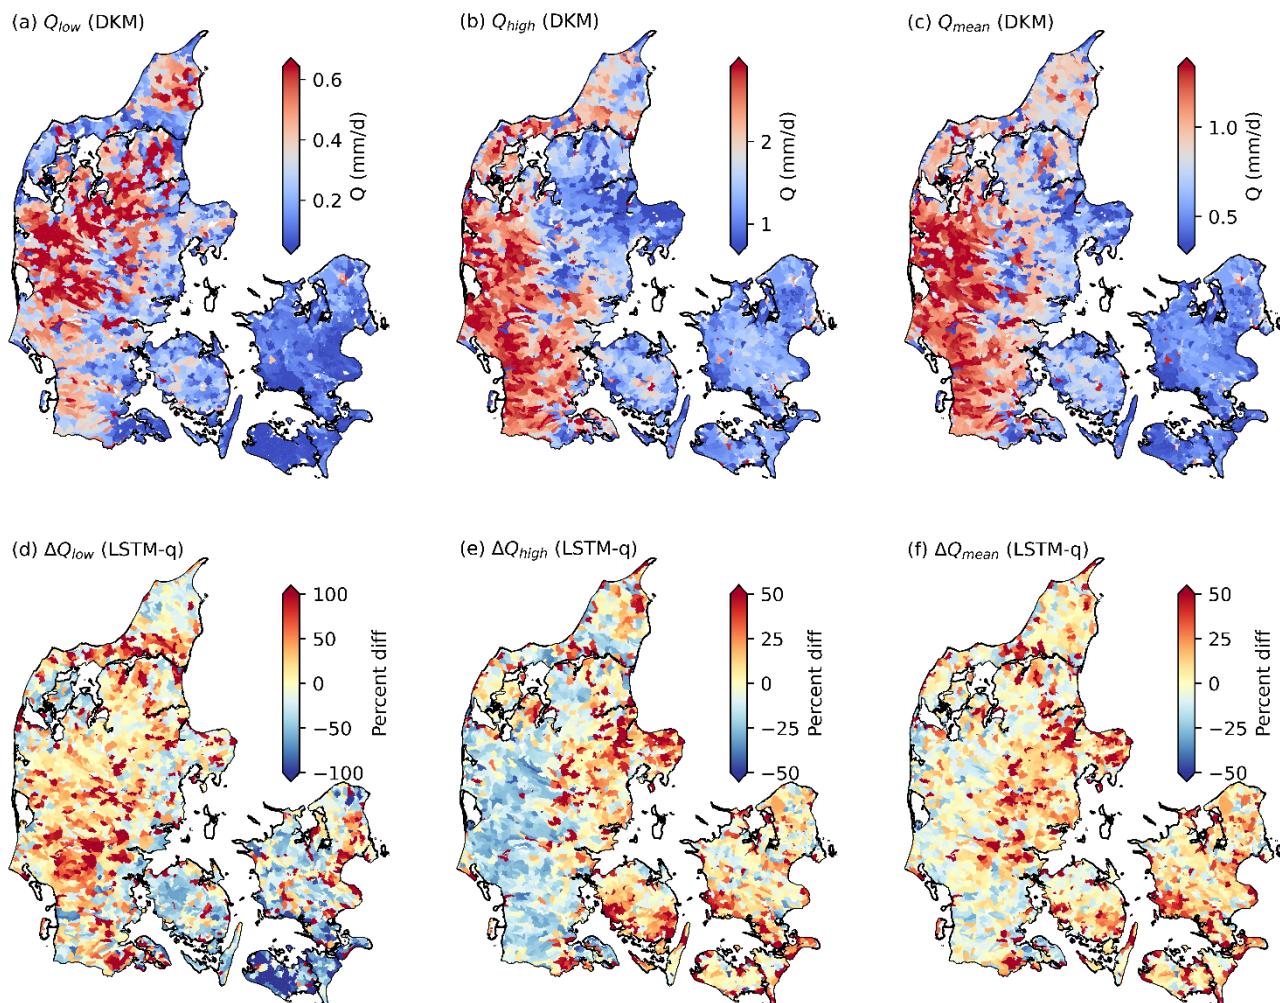 (a) Q_low (DKM)
0.6
0.4
0.2
Q (mm/d)
(b) Q_high (DKM)
2
1
Q (mm/d)
(c) Q_mean (DKM)
1.0
0.5
Q (mm/d)
(d) ΔQ_low (LSTM-q)
100
50
0
−50
−100
Percent diff
(e) ΔQ_high (LSTM-q)
50
25
0
−25
−50
Percent diff
(f) ΔQ_mean (LSTM-q)
50
25
0
−25
−50
Percent diff